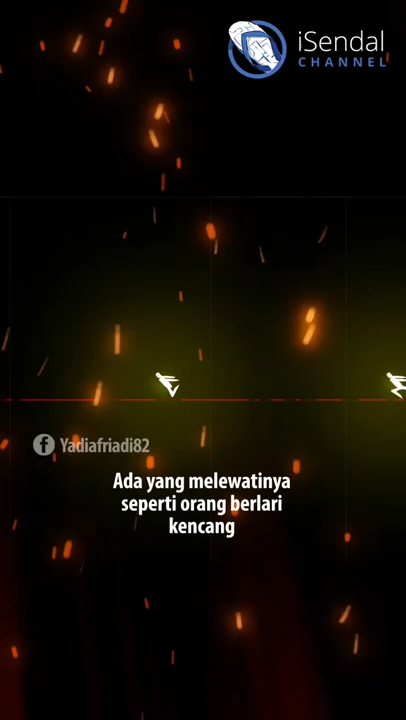 iSendal
CHANNEL
Yadiafriadi82
Ada yang melewatinya
seperti orang berlari
kencang